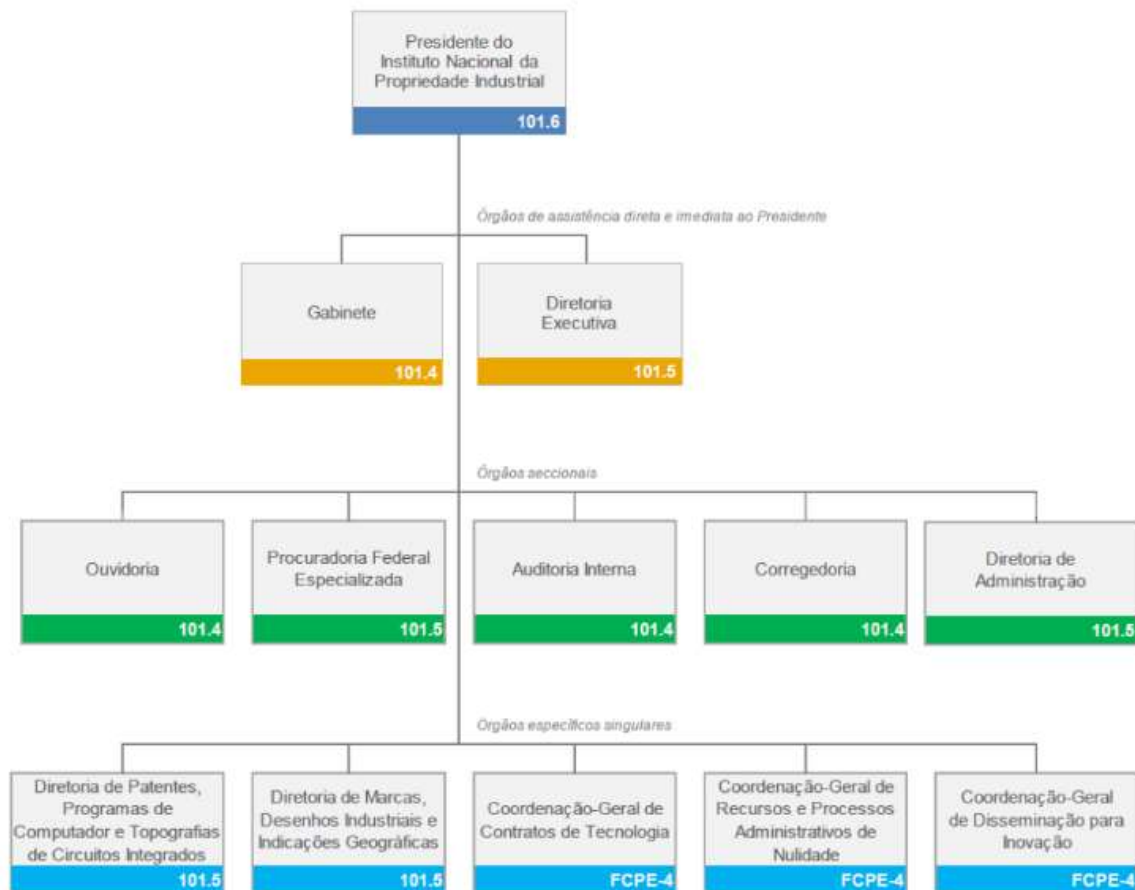 Presidente do
Instituto Nacional da
Propriedade Industrial
101.6
Órgãos de assistência direta e imediata ao Presidente
Gabinete
101.4
Diretoria
Executiva
101.5
Órgãos seccionais
Ouvidoria
101.4
Procuradoria Federal
Especializada
101.5
Auditoria Interna
101.4
Corregedoria
101.4
Diretoria de
Administração
101.5
Orgãos específicos singulares
Diretoria de Patentes,
Programas de
Computador e Topografias
de Circuitos Integrados
101.5
Diretoria de Marcas,
Desenhos Industriais e
Indicações Geográficas
101.5
Coordenação-Geral de
Contratos de Tecnologia
FCPE-4
Coordenação-Geral de
Recursos e Processos
Administrativos de
Nulidade
FCPE-4
Coordenação-Geral
de Disseminação para
Inovação
FCPE-4